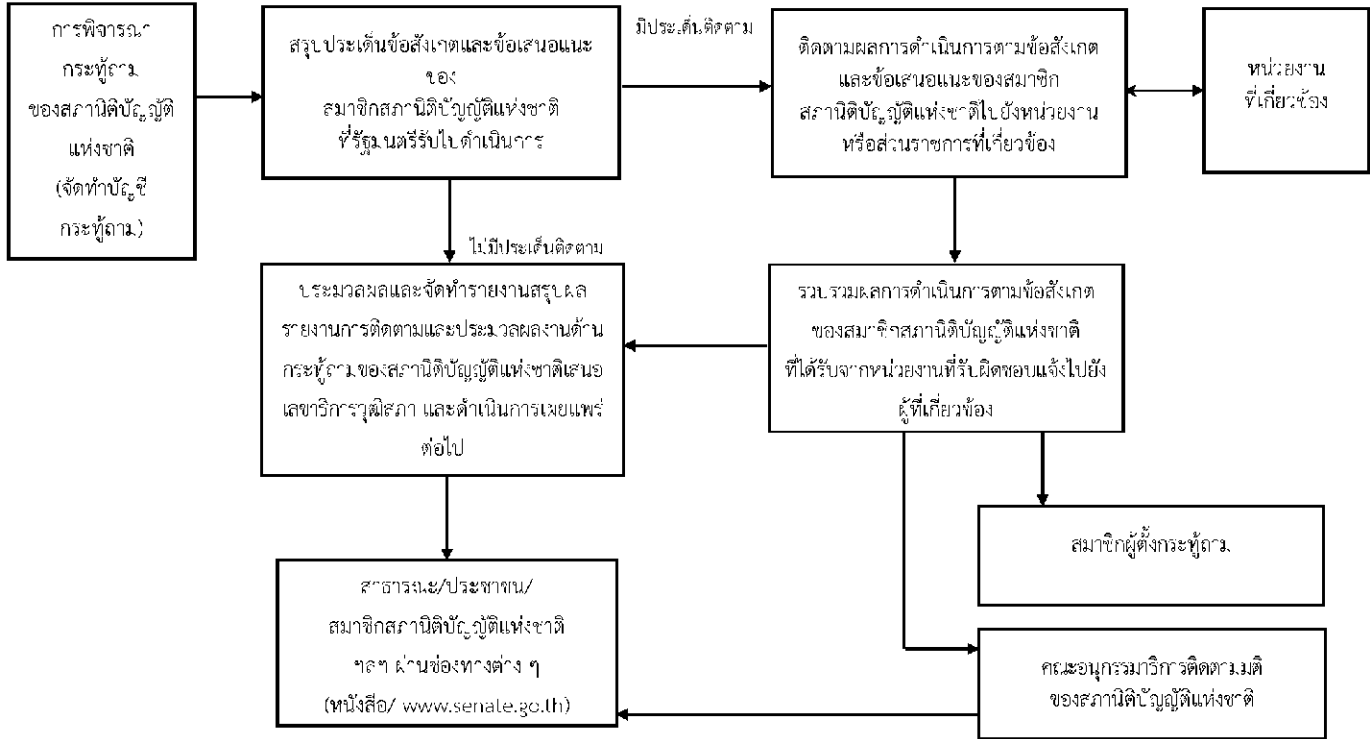 การพิจารณา
กระทู้ถาม
ของสภานิติบัญญัติ
แห่งชาติ
(จัดทำบัญชี
กระทู้ถาม)
สรุปประเด็นข้อสังเกตและข้อเสนอแนะ
ของ
สมาชิกสภานิติบัญญัติแห่งชาติ
ที่รัฐมนตรีรับไปดำเนินการ
มีประเด็นติดตาม
ติดตามผลการดำเนินการตามข้อสังเกต
และข้อเสนอแนะของสมาชิก
สภานิติบัญญัติแห่งชาติไปยังหน่วยงาน
หรือส่วนราชการที่เกี่ยวข้อง
หน่วยงาน
ที่เกี่ยวข้อง
ไม่มีประเด็นติดตาม
ประมวลผลและจัดทำรายงานสรุปผล
รายงานการติดตามและประมวลผลงานด้าน
กระทู้ถามของสภานิติบัญญัติแห่งชาติเสนอ
เลขาธิการวุฒิสภา และดำเนินการเผยแพร่
ต่อไป
รวบรวมผลการดำเนินการตามข้อสังเกต
ของสมาชิกสภานิติบัญญัติแห่งชาติ
ที่ได้รับจากหน่วยงานที่รับผิดชอบแจ้งไปยัง
ผู้ที่เกี่ยวข้อง
สมาชิกผู้ตั้งกระทู้ถาม
สาธารณะ/ประชาชน/
สมาชิกสภานิติบัญญัติแห่งชาติ
ฯลฯ ผ่านช่องทางต่าง ๆ
(หนังสือ/ www.senate.go.th)
คณะอนุกรรมาธิการติดตามมติ
ของสภานิติบัญญัติแห่งชาติ